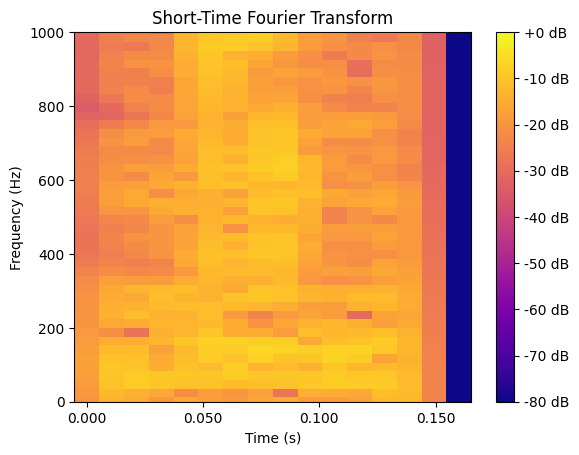 Short-Time Fourier Transform
1000
800
600
400
200
0
Frequency (Hz)
0.000
0.050
0.100
0.150
Time (s)
+0 dB
-10 dB
-20 dB
-30 dB
-40 dB
-50 dB
-60 dB
-70 dB
-80 dB